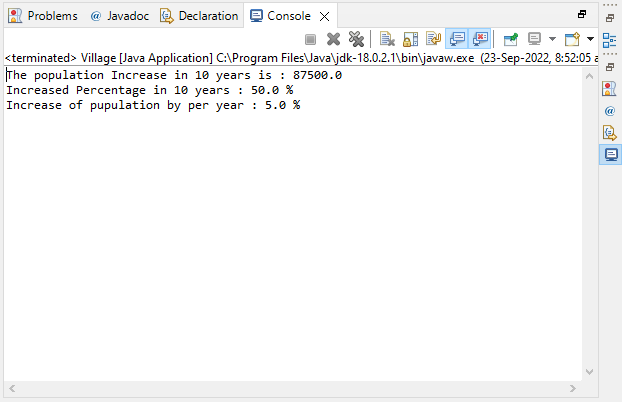 Problems @ Javadoc Declaration Console
<terminated> Village [Java Application] C:\Program Files\Java\jdk-18.0.2.1\bin\javaw.exe (23-Sep-2022, 8:52:05 a
The population Increase in 10 years is : 87500.0
Increased Percentage in 10 years : 50.0 %
Increase of pupulation by per year : 5.0 %